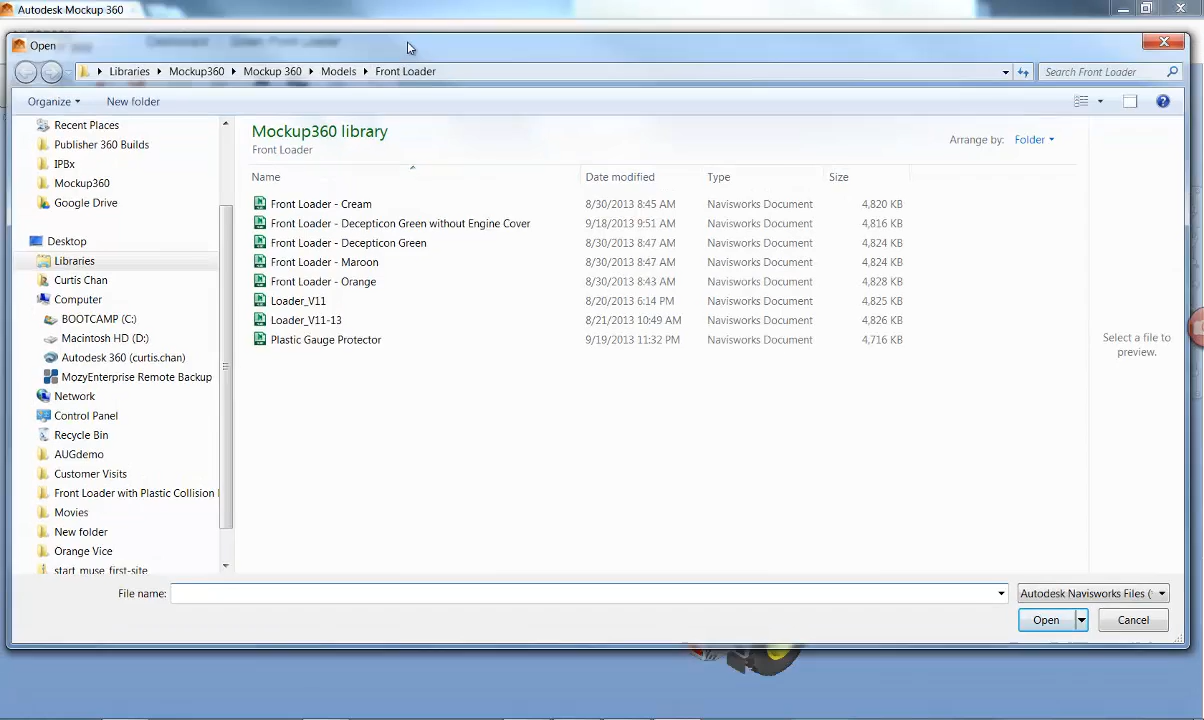 Autodesk Mockup 360
Open
Libraries Mockup360 Mockup 360 Models Front Loader
Search Front Loader
Organize New folder
Recent Places
Publisher 360 Builds
IPBx
Mockup360
Google Drive
Desktop
Libraries
Curtis Chan
Computer
BOOTCAMP (C:)
Macintosh HD (D:)
Autodesk 360 (curtis.chan)
MozyEnterprise Remote Backup
Network
Control Panel
Recycle Bin
AUGdemo
Customer Visits
Front Loader with Plastic Collision
Movies
New folder
Orange Vice
start_muse_first-site
Mockup360 library
Front Loader
Arrange by: Folder
Name Date modified Type Size
Front Loader - Cream 8/30/2013 8:45 AM Navisworks Document 4,820 KB
Front Loader - Decepticon Green without Engine Cover 9/18/2013 9:51 AM Navisworks Document 4,816 KB
Front Loader - Decepticon Green 8/30/2013 8:47 AM Navisworks Document 4,824 KB
Front Loader - Maroon 8/30/2013 8:47 AM Navisworks Document 4,824 KB
Front Loader - Orange 8/30/2013 8:43 AM Navisworks Document 4,828 KB
Loader_V11 8/20/2013 6:14 PM Navisworks Document 4,825 KB
Loader_V11-13 8/21/2013 10:49 AM Navisworks Document 4,826 KB
Plastic Gauge Protector 9/19/2013 11:32 PM Navisworks Document 4,716 KB
Select a file to
preview.
File name:
Autodesk Navisworks Files (
Open Cancel